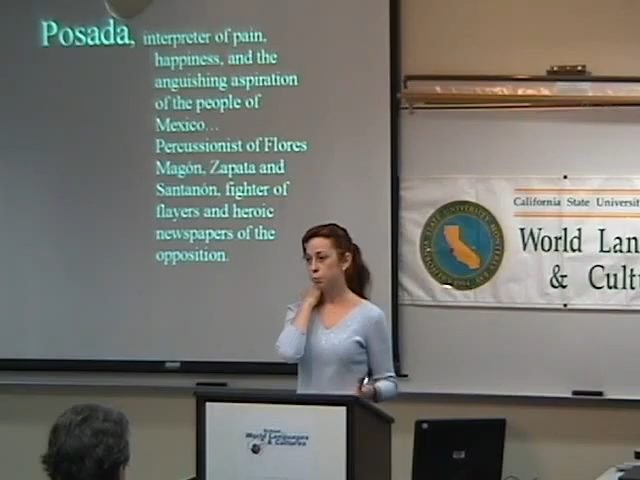 Posada, interpreter of pain,
happiness, and the
anguishing aspiration
of the people of
Mexico…
Percussionist of Flores
Magón, Zapata and
Santanón, fighter of
flayers and heroic
newspapers of the
opposition.
California State Universit
World Lan
& Cultu
World Languages
& Cultures